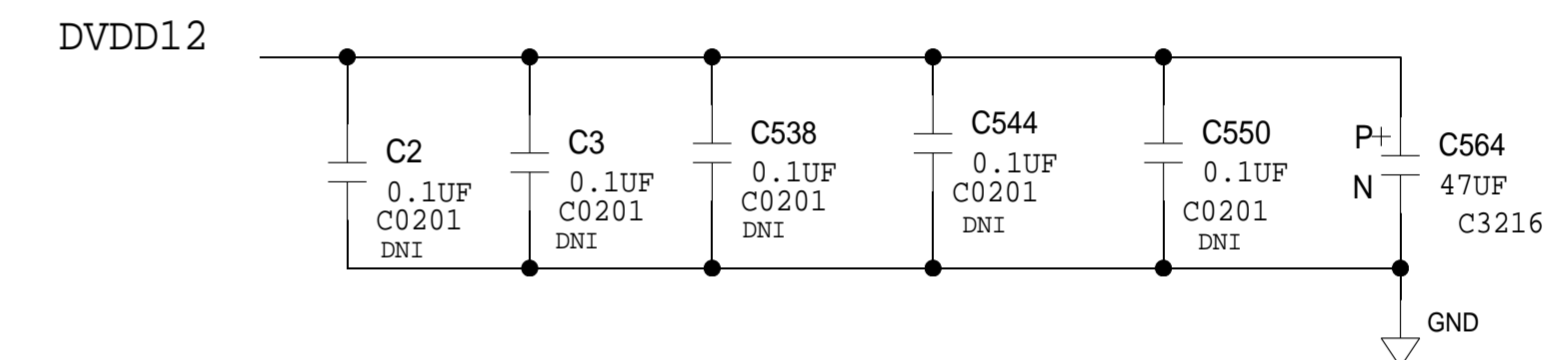 DVDD12
C2
0.1UF
C0201
DNI
C3
0.1UF
C0201
DNI
C538
0.1UF
C0201
DNI
C544
0.1UF
C0201
DNI
C550
0.1UF
C0201
DNI
P+
N
C564
47UF
C3216
GND